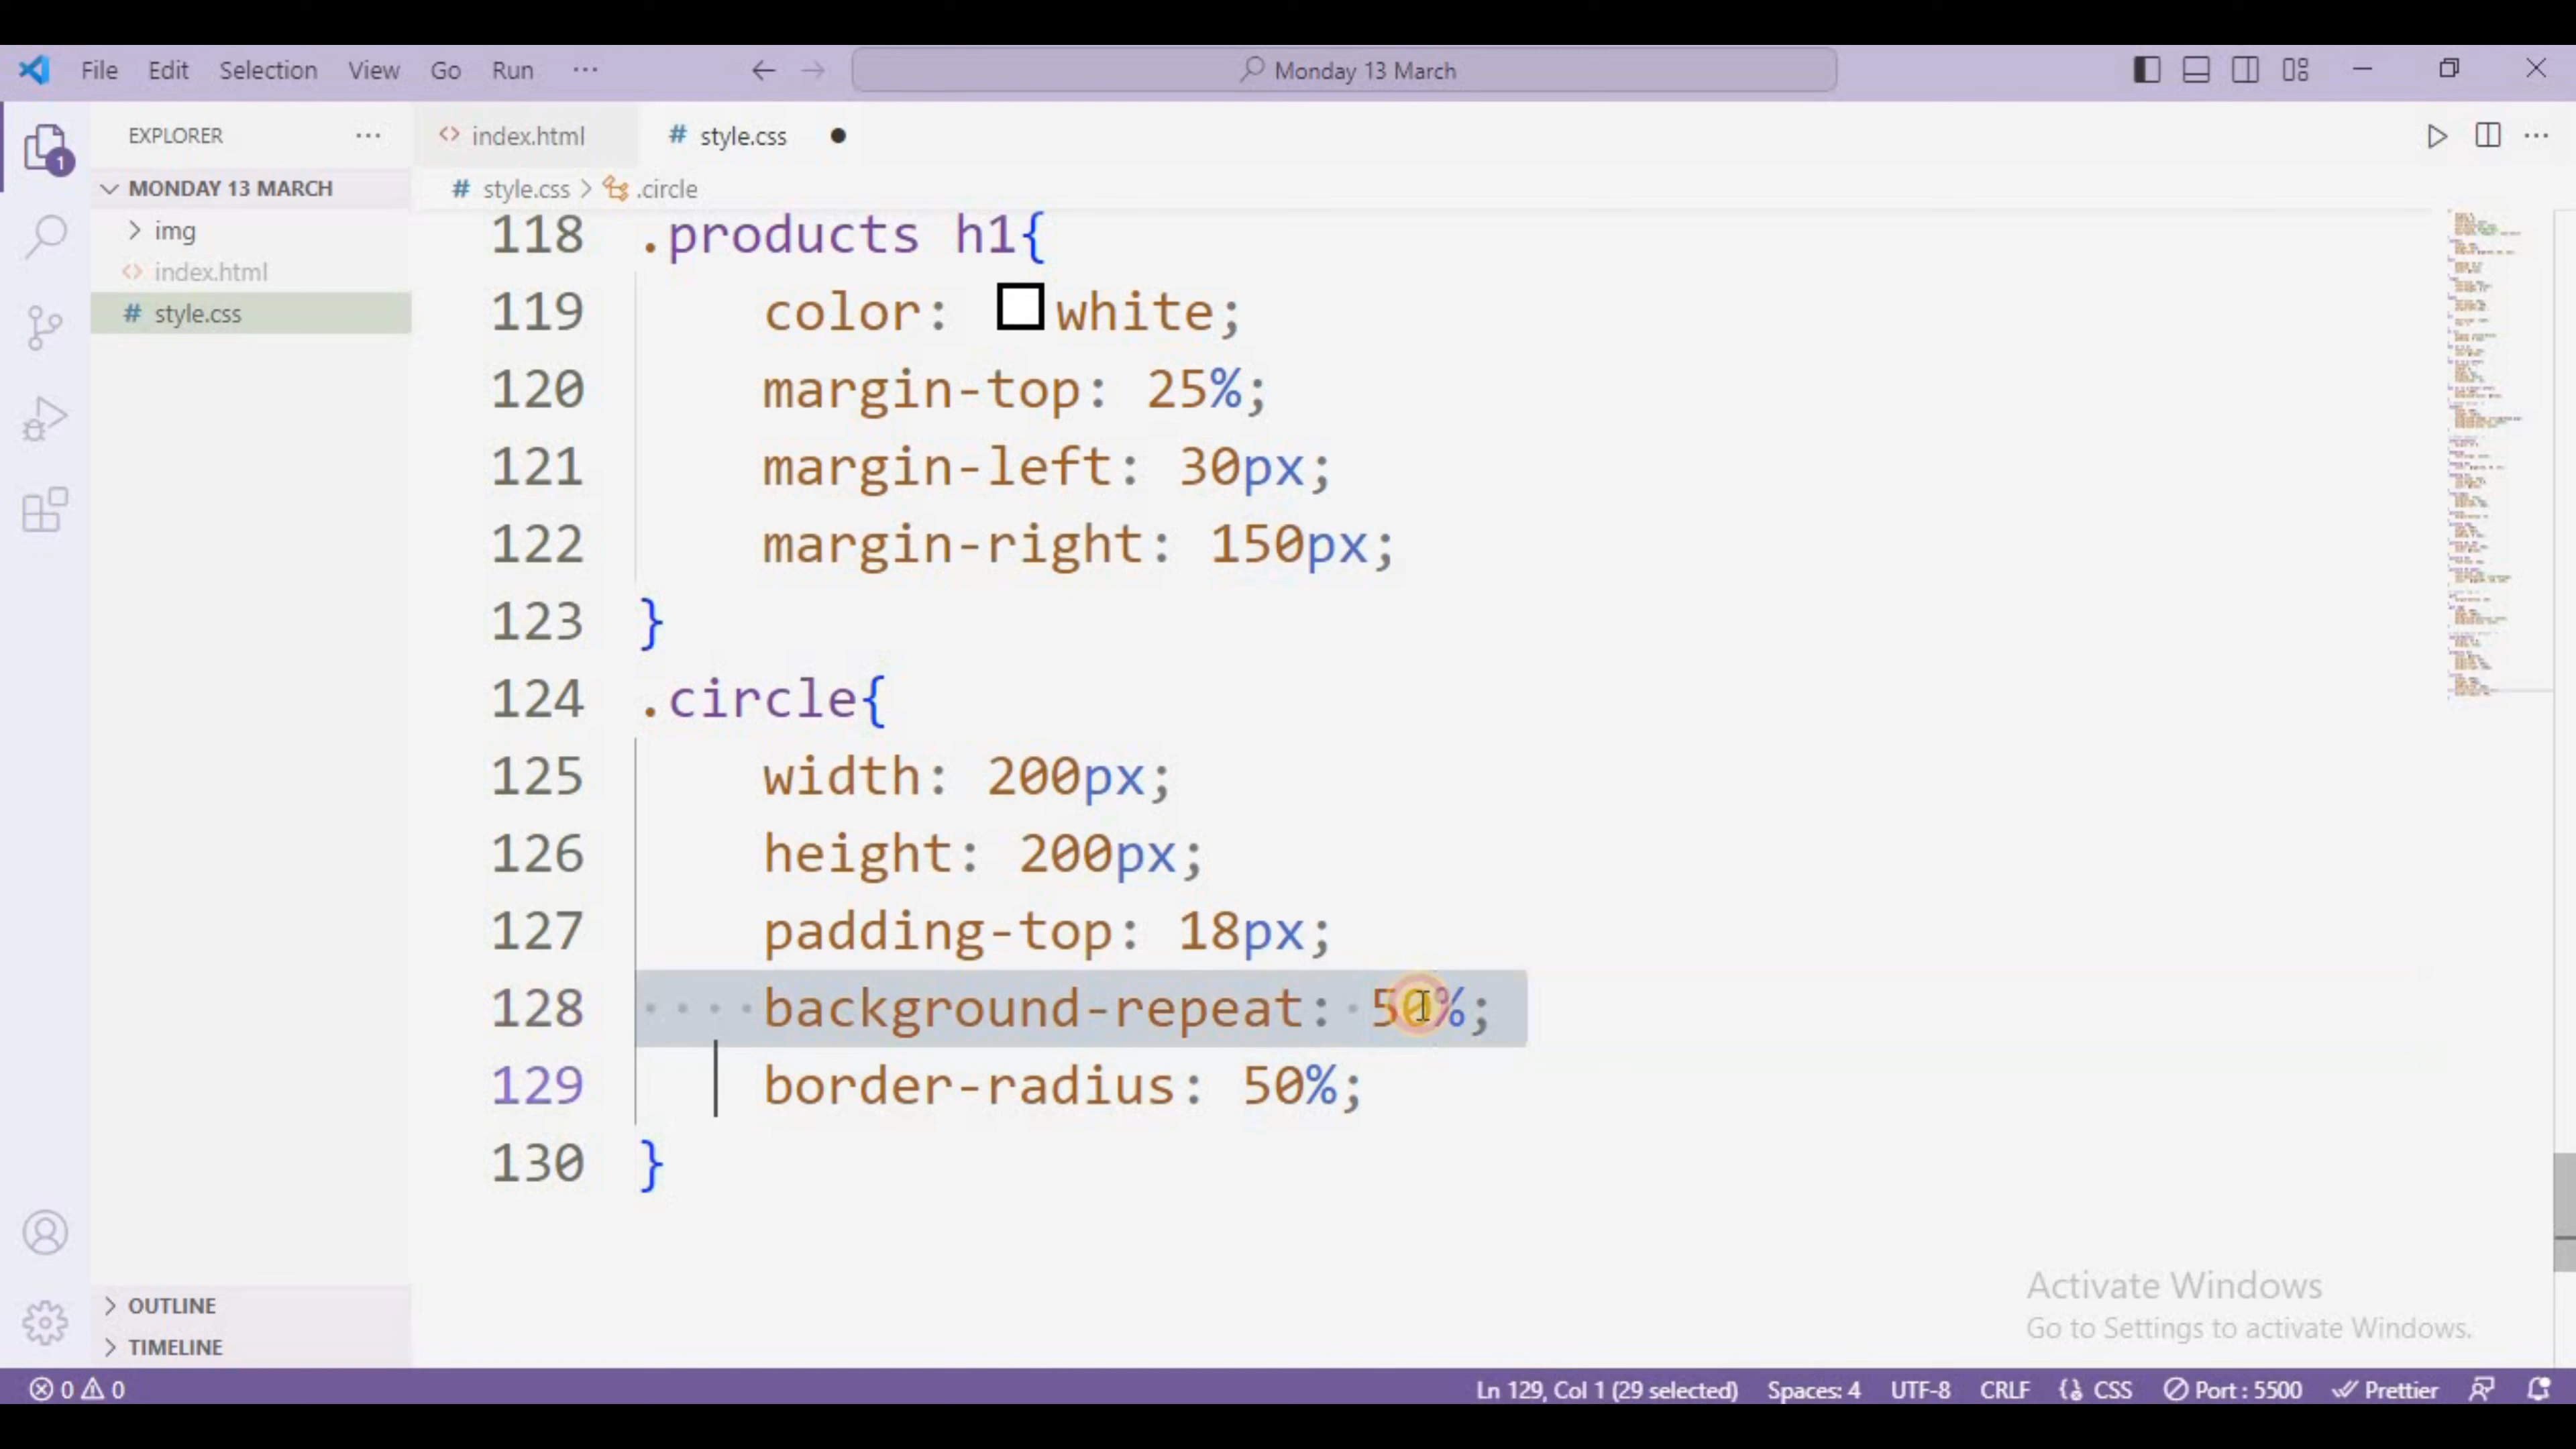 File Edit Selection View Go Run ···
Monday 13 March
EXPLORER ···
index.html
# style.css
1
MONDAY 13 MARCH
# style.css > .circle
img
index.html
# style.css
118 .products h1{
119 color: white;
120 margin-top: 25%;
121 margin-left: 30px;
122 margin-right: 150px;
123 }
124 .circle{
125 width: 200px;
126 height: 200px;
127 padding-top: 18px;
128 background-repeat: 50%;
129 border-radius: 50%;
130 }
Activate Windows
Go to Settings to activate Windows.
OUTLINE
TIMELINE
0 0
Ln 129, Col 1 (29 selected) Spaces: 4 UTF-8 CRLF CSS Port : 5500 Prettier